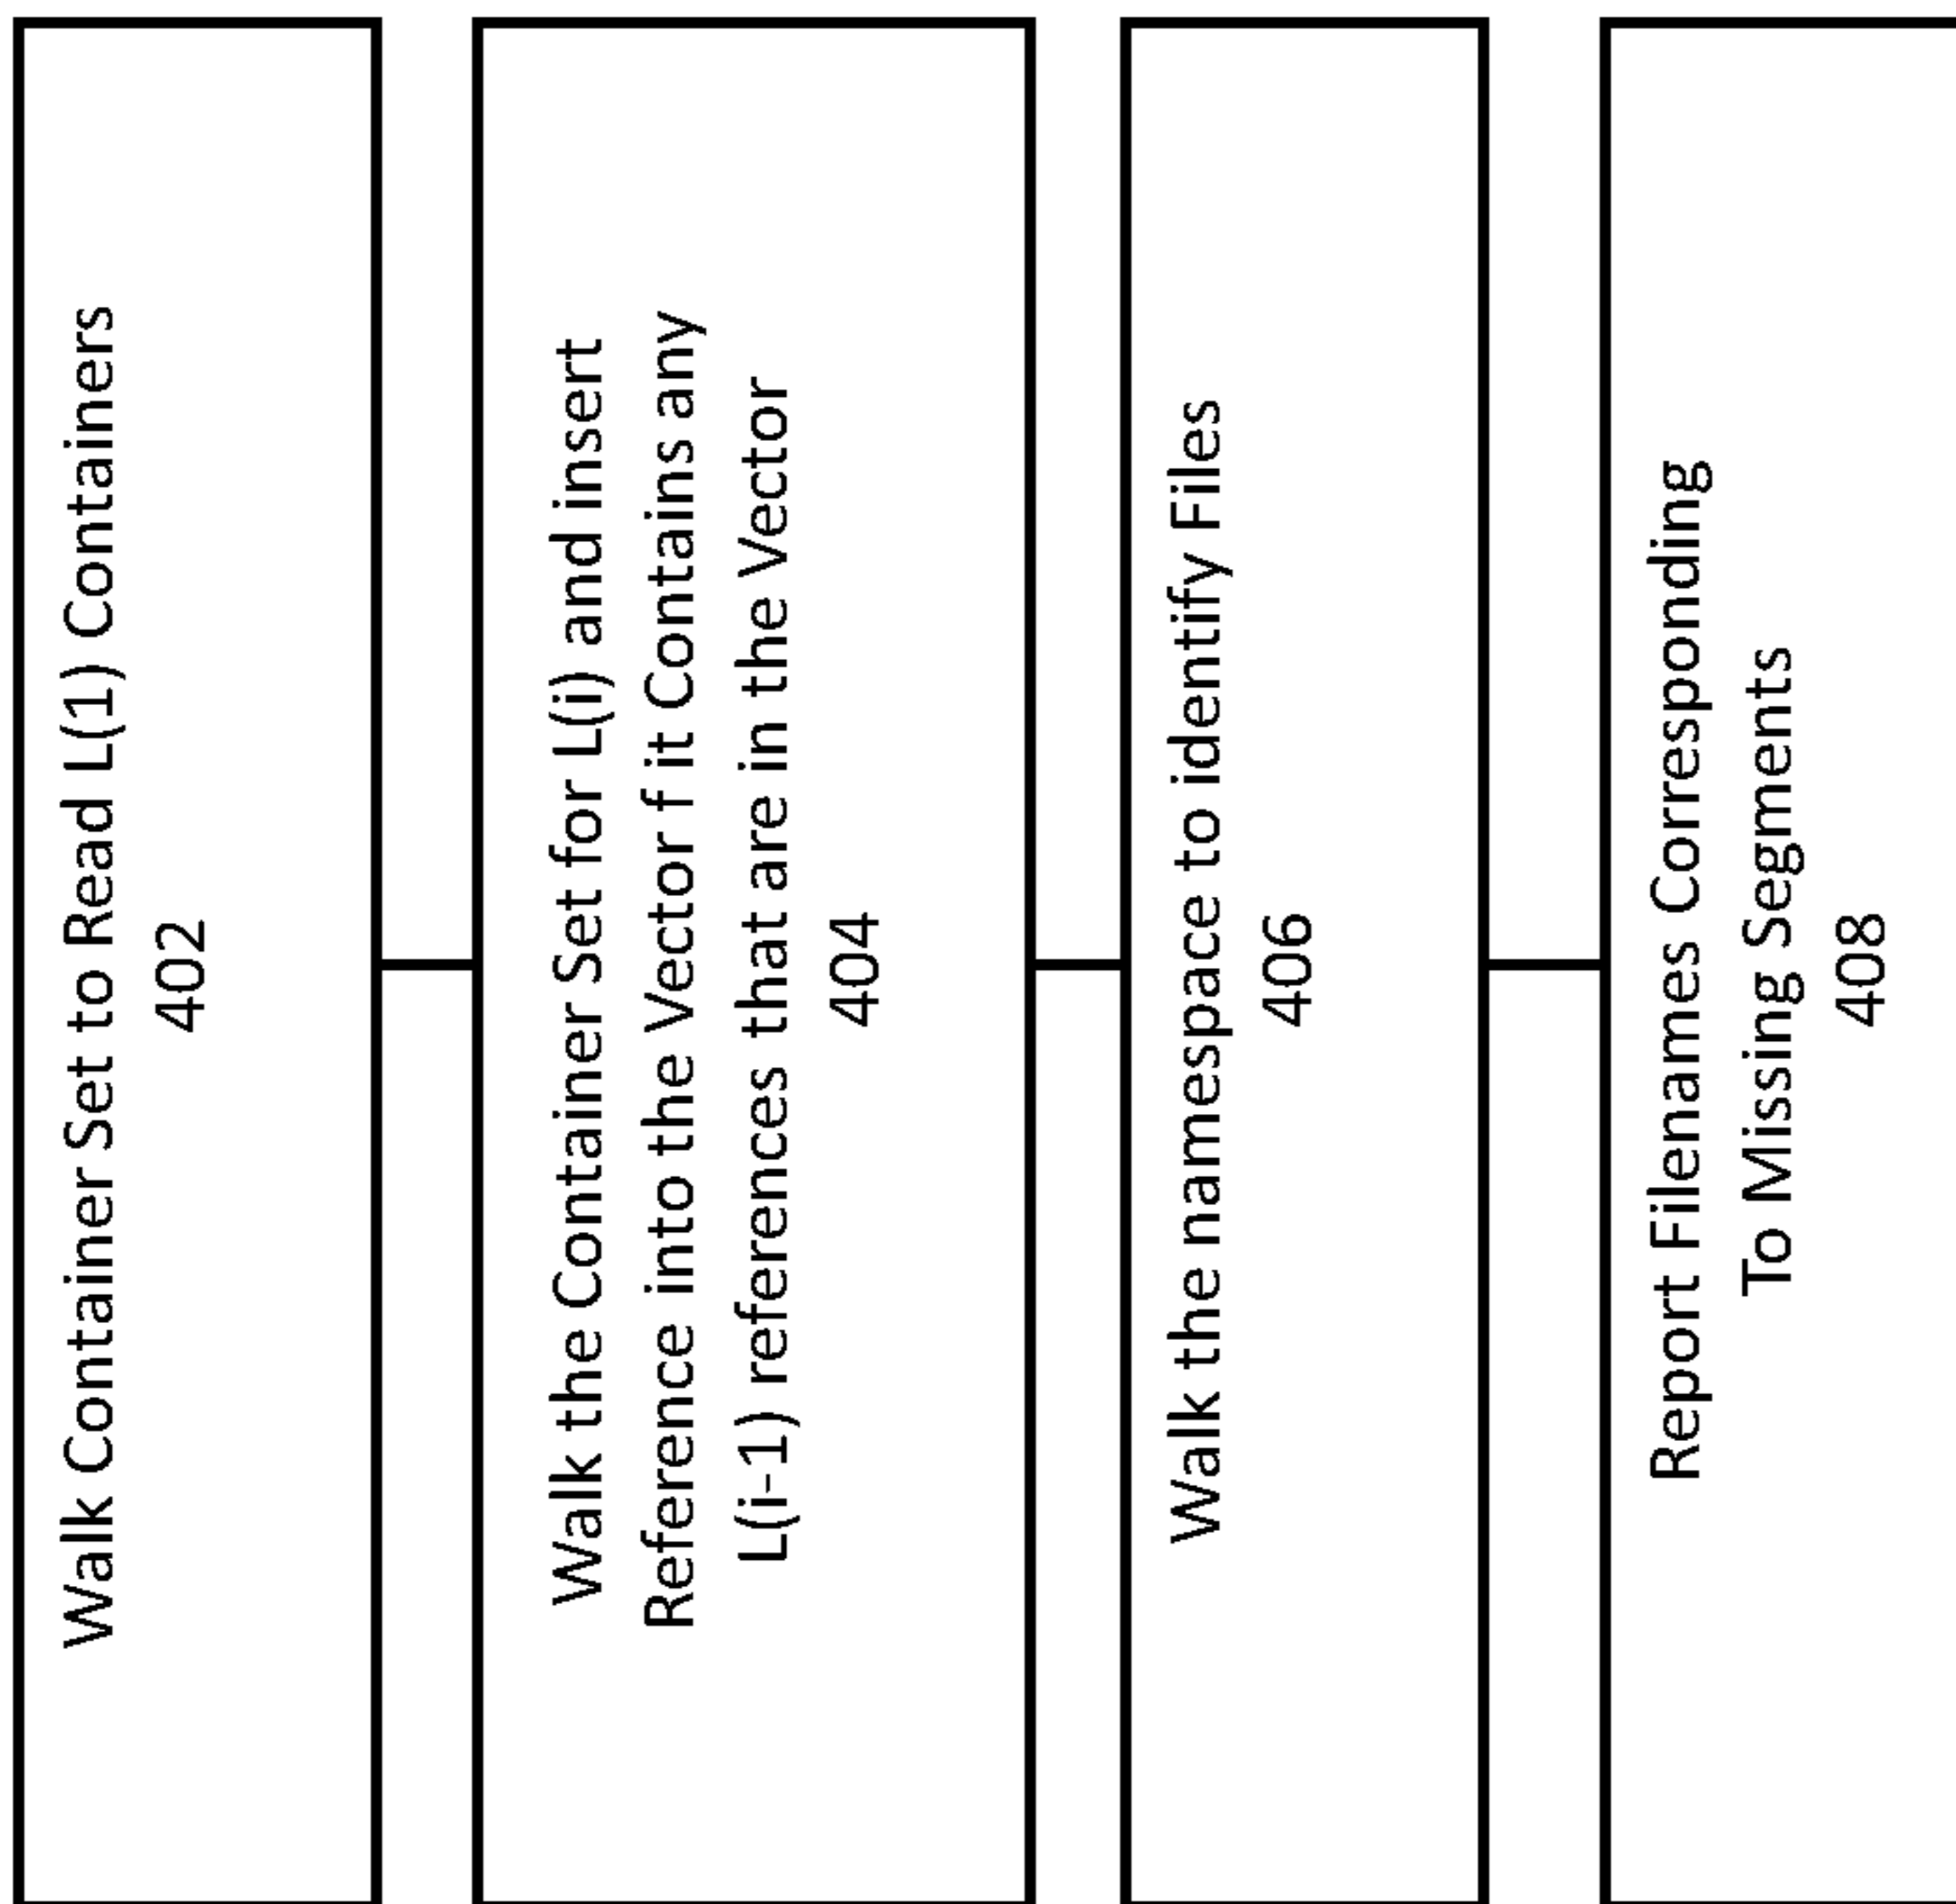 Walk Container Set to Read L(1) Containers
402
Walk the Container Set for L(i) and insert
Reference into the Vector f it Contains any
L(i-1) references that are in the Vector
404
Walk the namespace to identify Files
406
Report Filenames Corresponding
To Missing Segments
408